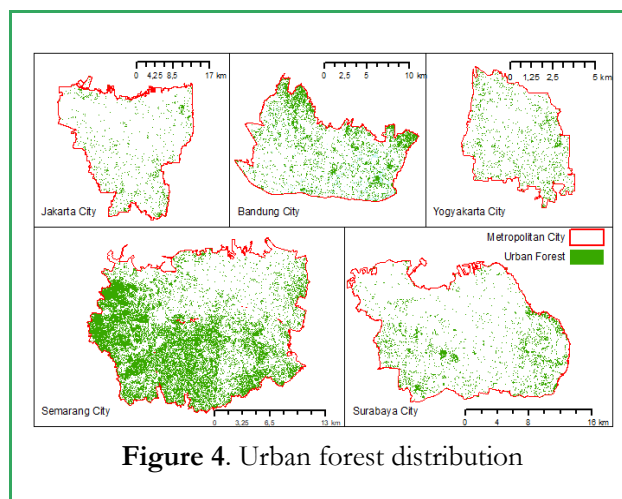 0 4,25 8,5 17 km
Jakarta City
0 2,5 5 10 km
Bandung City
0 1,25 2,5 5 km
Yogyakarta City
Metropolitan City
Urban Forest
Semarang City
0 3,25 6,5 13 km
Surabaya City
0 4 8 16 km
Figure 4. Urban forest distribution